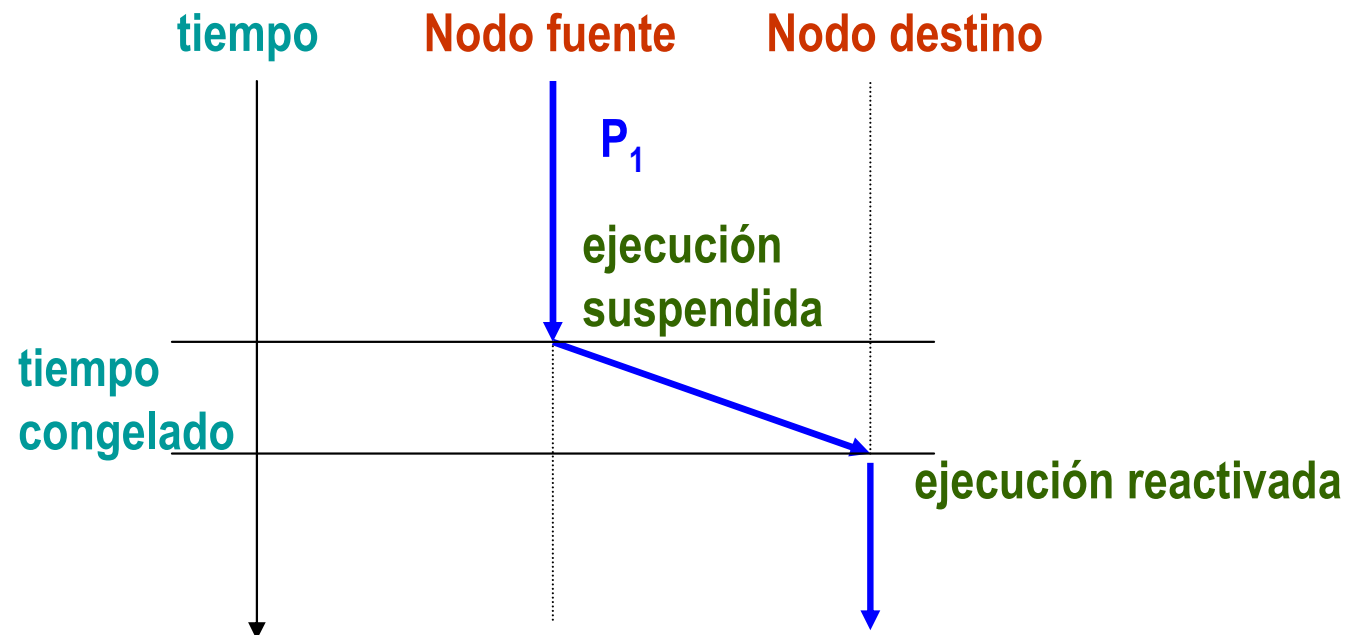 tiempo
Nodo fuente
Nodo destino
P1
ejecución
suspendida
tiempo
congelado
ejecución reactivada